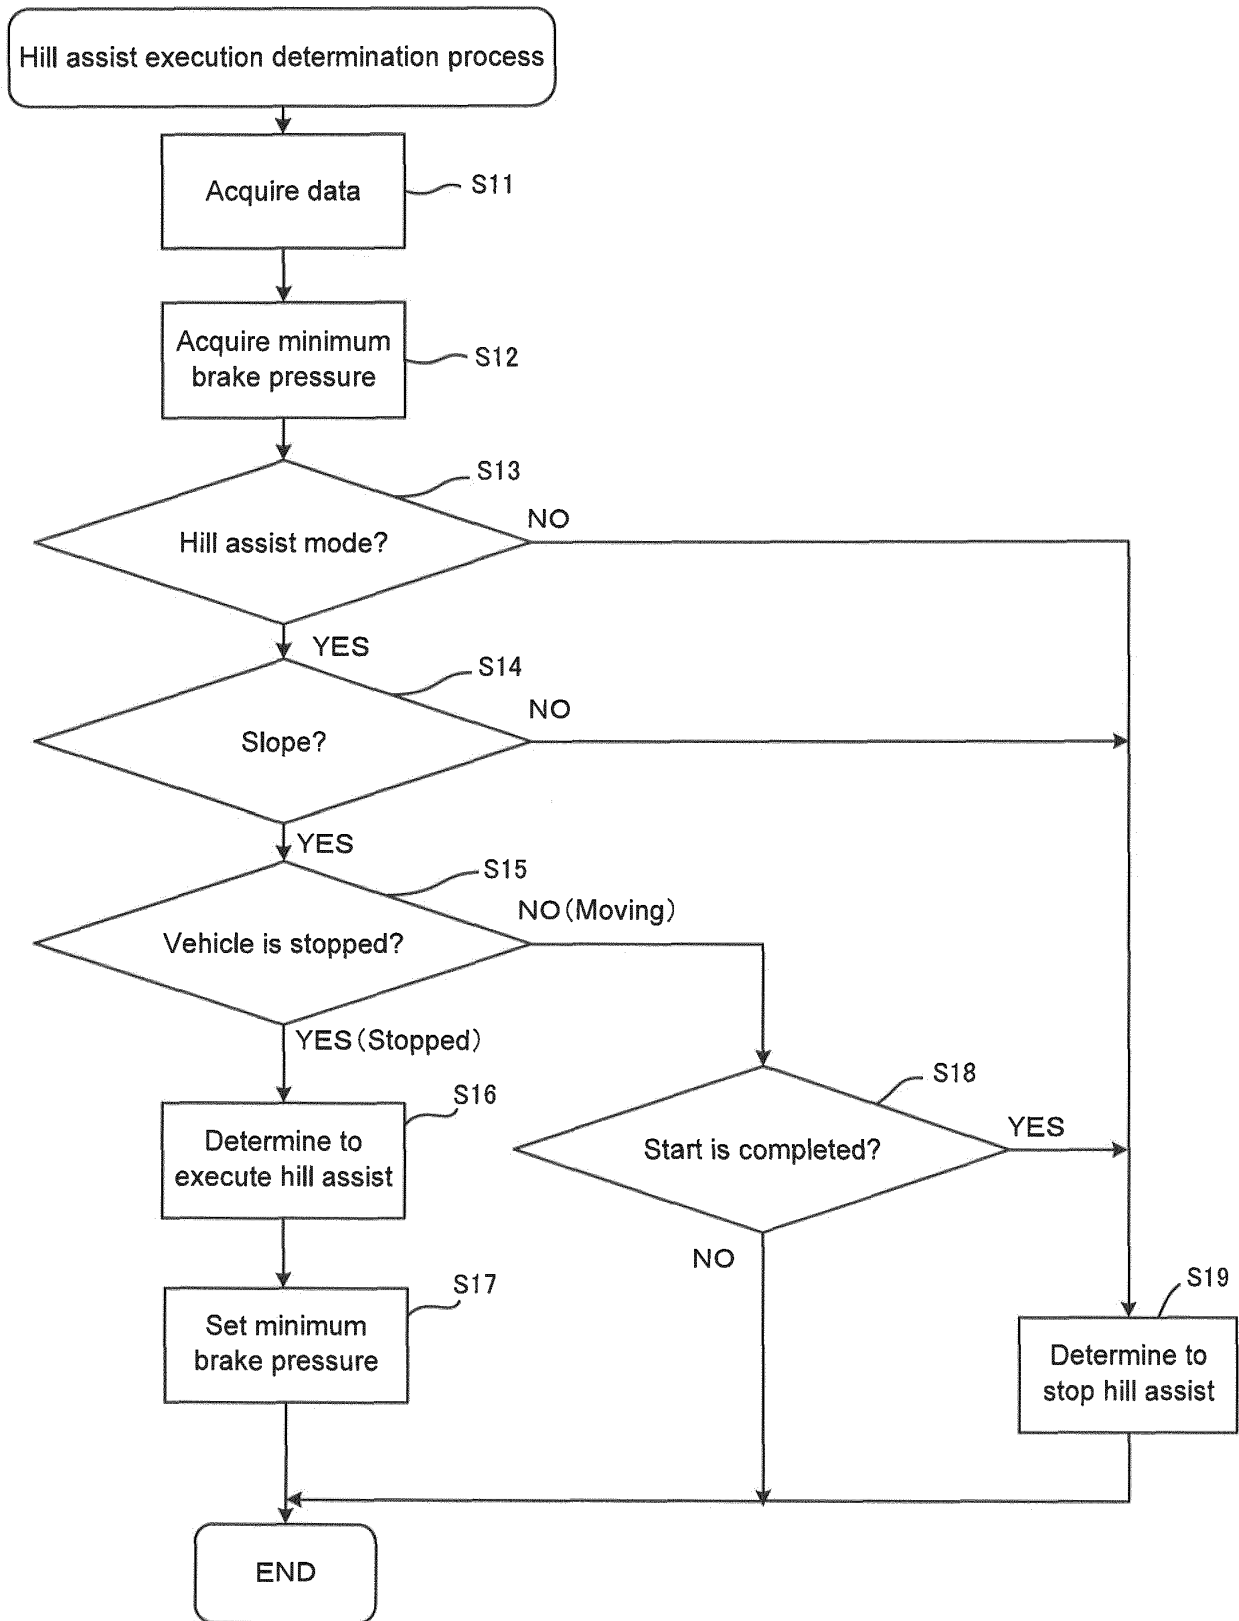 Hill assist execution determination process
Acquire data
S11
Acquire minimum
brake pressure
S12
S13
Hill assist mode?
NO
YES
S14
Slope?
NO
YES
S15
Vehicle is stopped?
NO (Moving)
YES (Stopped)
S16
Determine to
execute hill assist
S17
Set minimum
brake pressure
S18
Start is completed?
YES
NO
S19
Determine to
stop hill assist
END